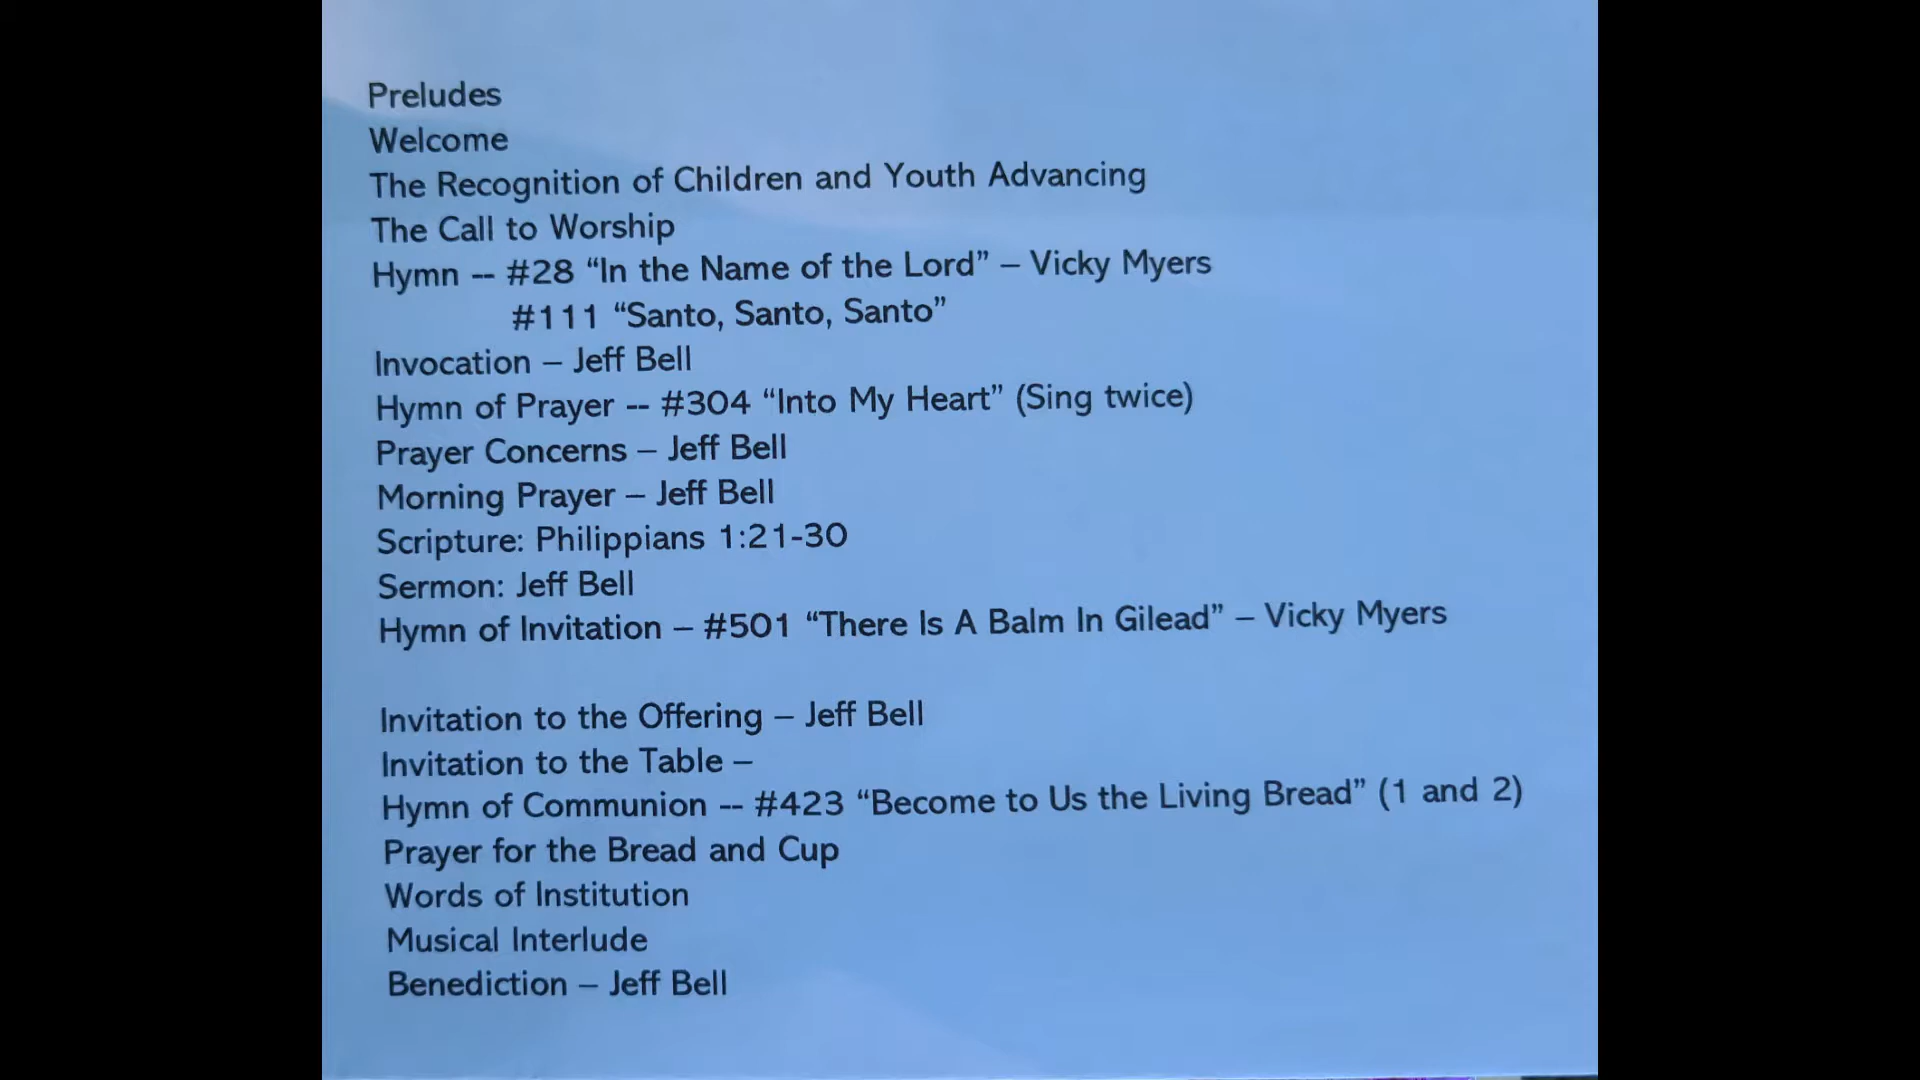 Preludes
Welcome
The Recognition of Children and Youth Advancing
The Call to Worship
Hymn -- #28 “In the Name of the Lord” – Vicky Myers
#111 “Santo, Santo, Santo”
Invocation – Jeff Bell
Hymn of Prayer -- #304 “Into My Heart” (Sing twice)
Prayer Concerns – Jeff Bell
Morning Prayer – Jeff Bell
Scripture: Philippians 1:21-30
Sermon: Jeff Bell
Hymn of Invitation – #501 “There Is A Balm In Gilead” – Vicky Myers
Invitation to the Offering – Jeff Bell
Invitation to the Table –
Hymn of Communion -- #423 “Become to Us the Living Bread” (1 and 2)
Prayer for the Bread and Cup
Words of Institution
Musical Interlude
Benediction – Jeff Bell